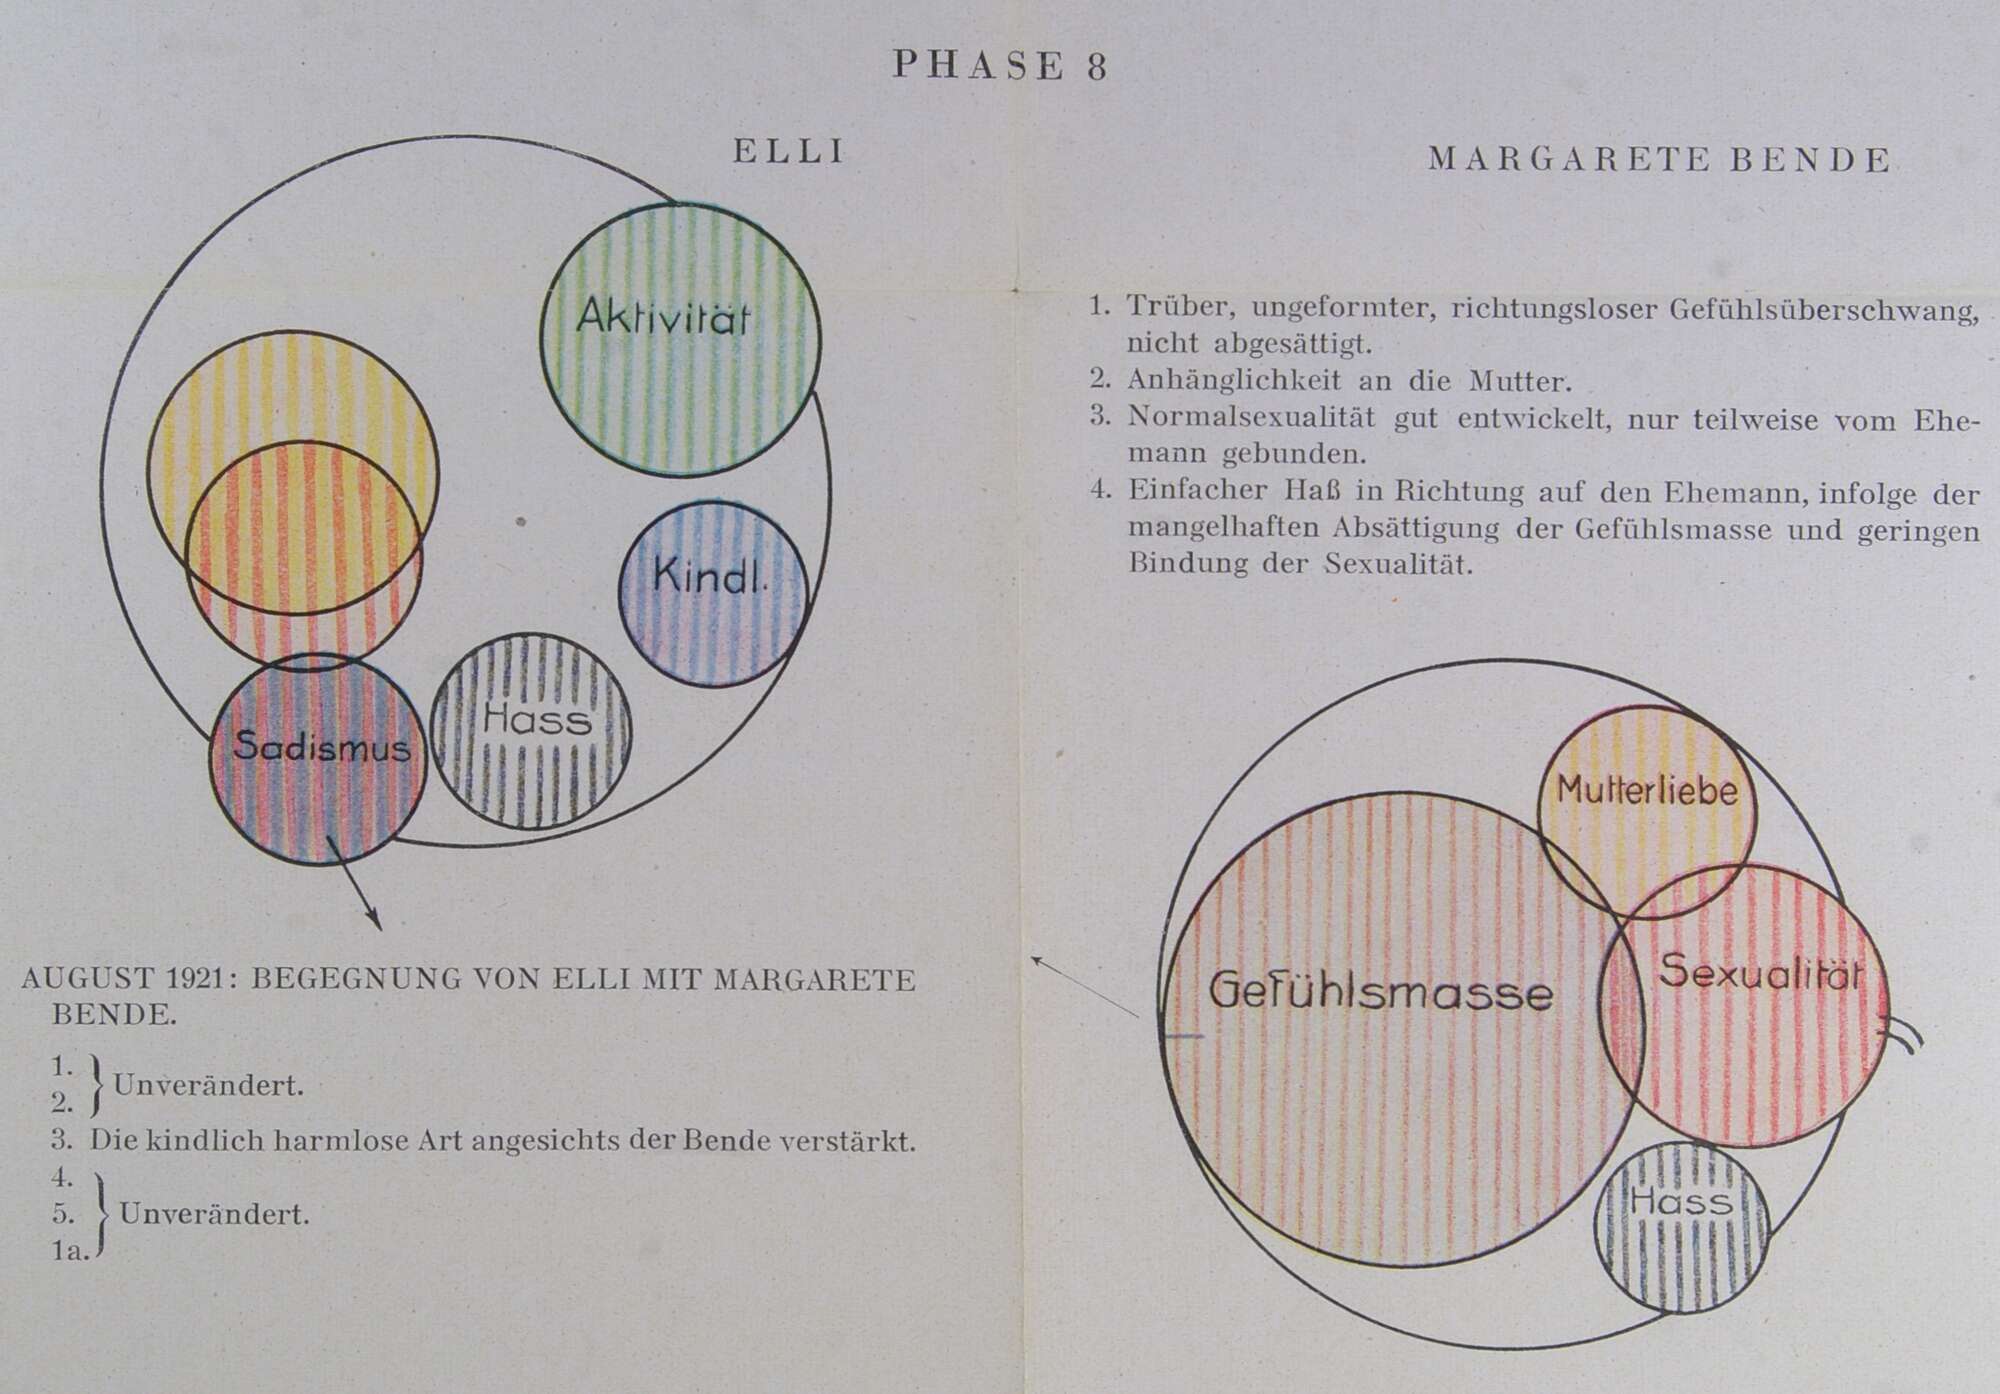 PHASE 8
ELLI
Aktivität
Kindl.
Hass
Sadismus
AUGUST 1921: BEGEGNUNG VON ELLI MIT MARGARETE
BENDE.
1.
2.
} Unverändert.
3. Die kindlich harmlose Art angesichts der Bende verstärkt.
4.
5.
1a.
} Unverändert.
MARGARETE BENDE
1. Trüber, ungeformter, richtungsloser Gefühlsüberschwang,
nicht abgesättigt.
2. Anhänglichkeit an die Mutter.
3. Normalsexualität gut entwickelt, nur teilweise vom Ehe-
mann gebunden.
4. Einfacher Haß in Richtung auf den Ehemann, infolge der
mangelhaften Absättigung der Gefühlsmasse und geringen
Bindung der Sexualität.
Mutterliebe
Gefühlsmasse
Sexualität
Hass